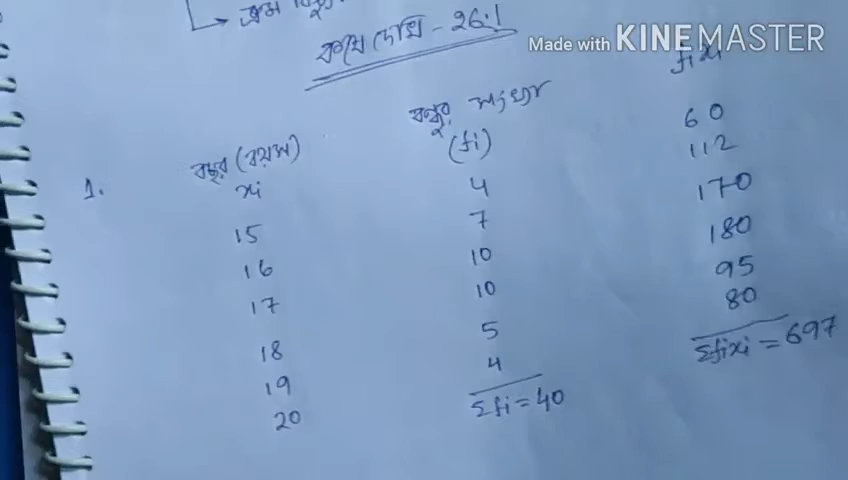 কষে দেখি - 26.1
Made with KINEMASTER
বছর (বয়স) বন্ধুর সংখ্যা fixi
1. xi (fi)
15 4 60
16 7 112
17 10 170
18 10 180
19 5 95
20 4 80
Σfi = 40 Σfixi = 697